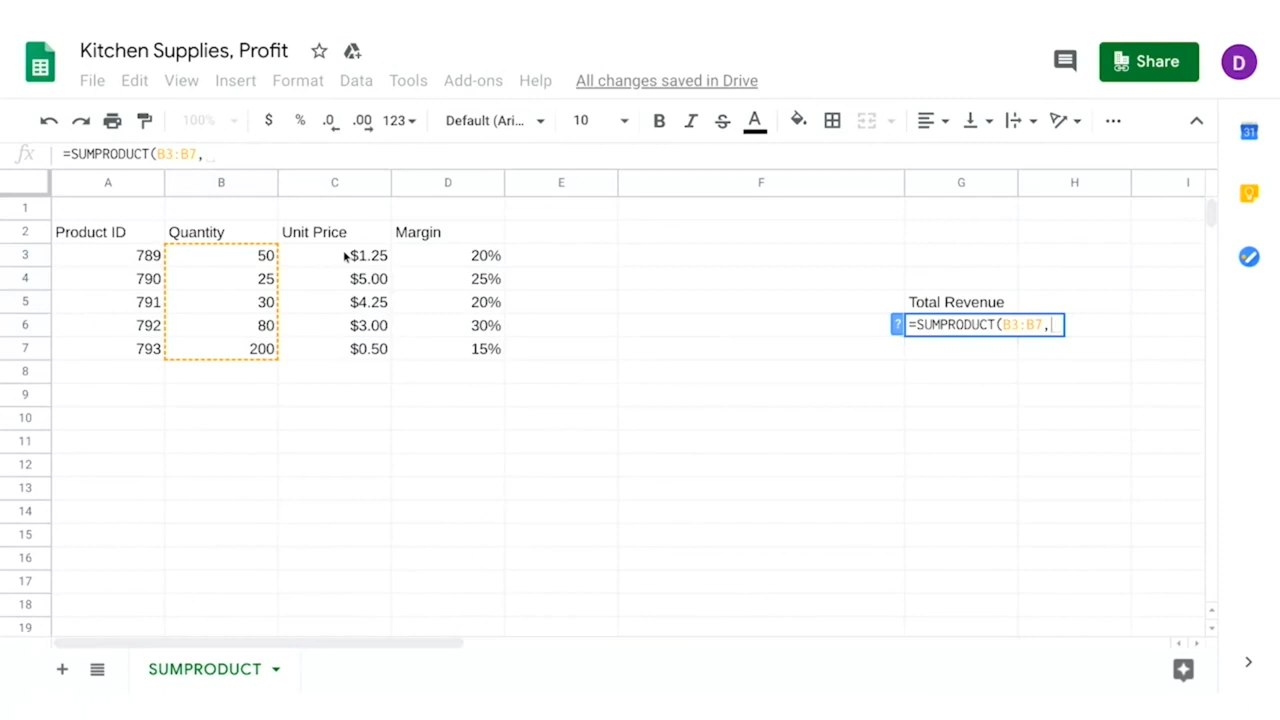 Kitchen Supplies, Profit
Share
D
File Edit View Insert Format Data Tools Add-ons Help All changes saved in Drive
100% $ % .0 .00 123 Default (Ari... 10 B I S A ...
31
fx =SUMPRODUCT(B3:B7,
A B C D E F G H I
1
2 Product ID Quantity Unit Price Margin
3 789 50 $1.25 20%
4 790 25 $5.00 25%
5 791 30 $4.25 20% Total Revenue
6 792 80 $3.00 30% ? =SUMPRODUCT(B3:B7,
7 793 200 $0.50 15%
8
9
10
11
12
13
14
15
16
17
18
19
+ SUMPRODUCT